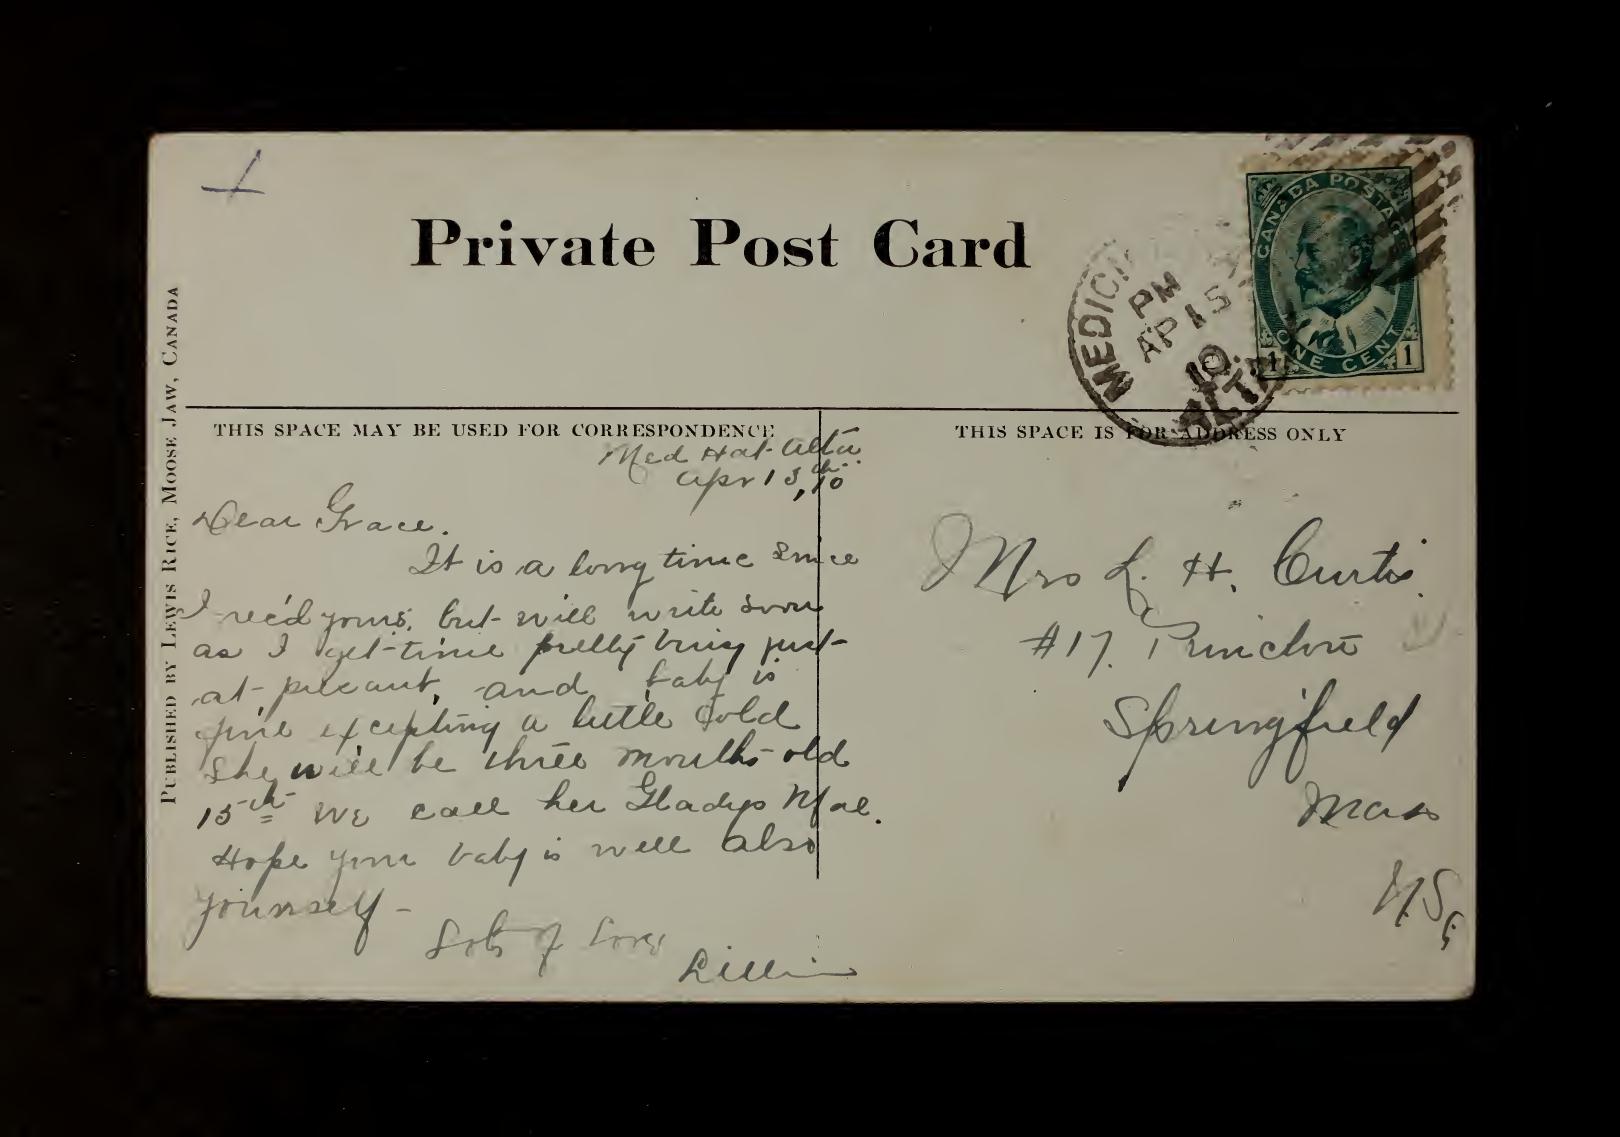 Private Post Card
CANADA POSTAGE
ONE CENT
1 1
MEDICI
PM
AP 15
10
ALTA
PUBLISHED BY LEWIS RICE, MOOSE JAW, CANADA
THIS SPACE MAY BE USED FOR CORRESPONDENCE
Med Hat Alta
Apr 13th, 10
Dear Grace.
It is a long time since
I rec'd yours, but will write soon
as I get time pretty busy just
at present, and baby is
fine excepting a little cold
She will be three months old
15th We call her Gladys Mae.
Hope your baby is well also
yourself -
Lots of Love
Lillian
THIS SPACE IS FOR ADDRESS ONLY
Mrs L. H. Curtis.
#17. Princton
Springfield
Mass